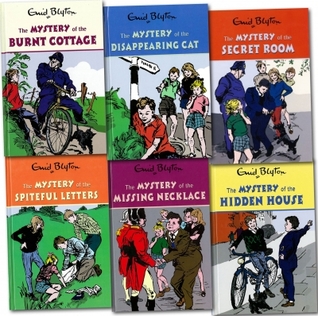 Enid Blyton
The MYSTERY of the
BURNT COTTAGE
Enid Blyton
The MYSTERY of the
DISAPPEARING CAT
Enid Blyton
The MYSTERY of the
SECRET ROOM
Enid Blyton
The MYSTERY of the
SPITEFUL LETTERS
Enid Blyton
The MYSTERY of the
MISSING NECKLACE
Enid Blyton
The MYSTERY of the
HIDDEN HOUSE